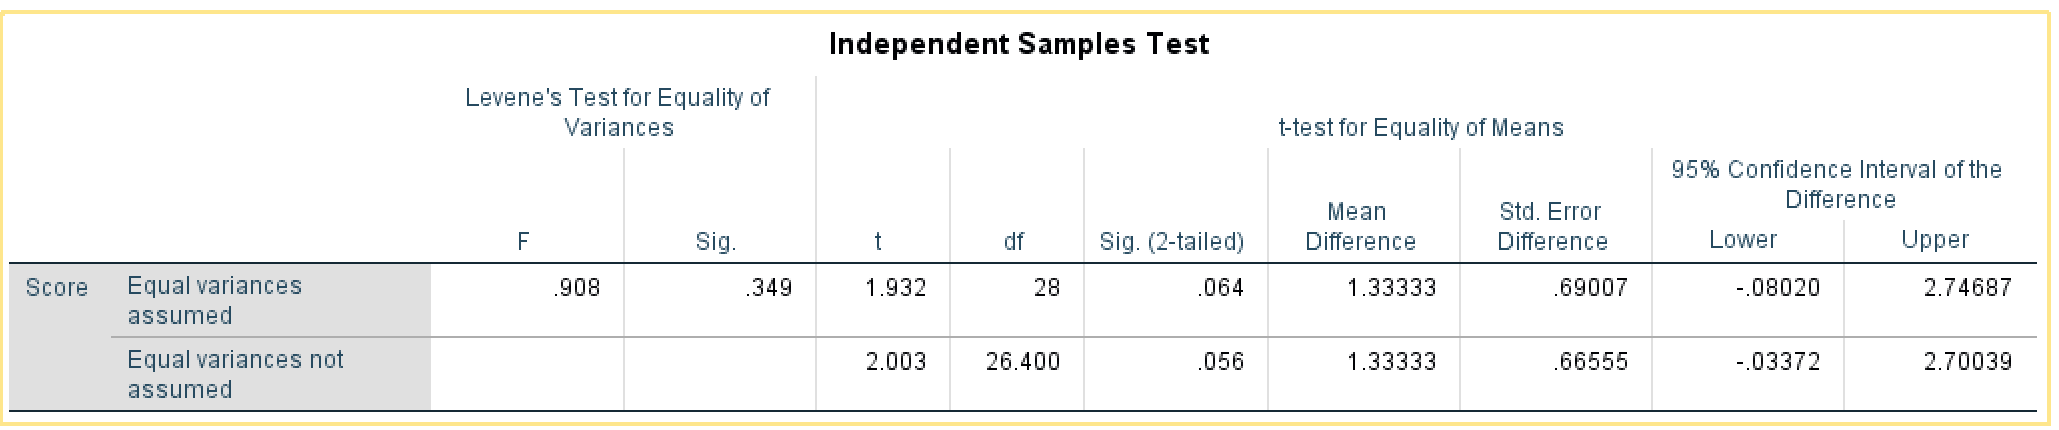 Independent Samples Test
Levene's Test for Equality of
Variances
t-test for Equality of Means
95% Confidence Interval of the
Difference
F
Sig.
t
df
Sig. (2-tailed)
Mean
Difference
Std. Error
Difference
Lower
Upper
Score
Equal variances
assumed
.908
.349
1.932
28
.064
1.33333
.69007
-.08020
2.74687
Equal variances not
assumed
2.003
26.400
.056
1.33333
.66555
-.03372
2.70039